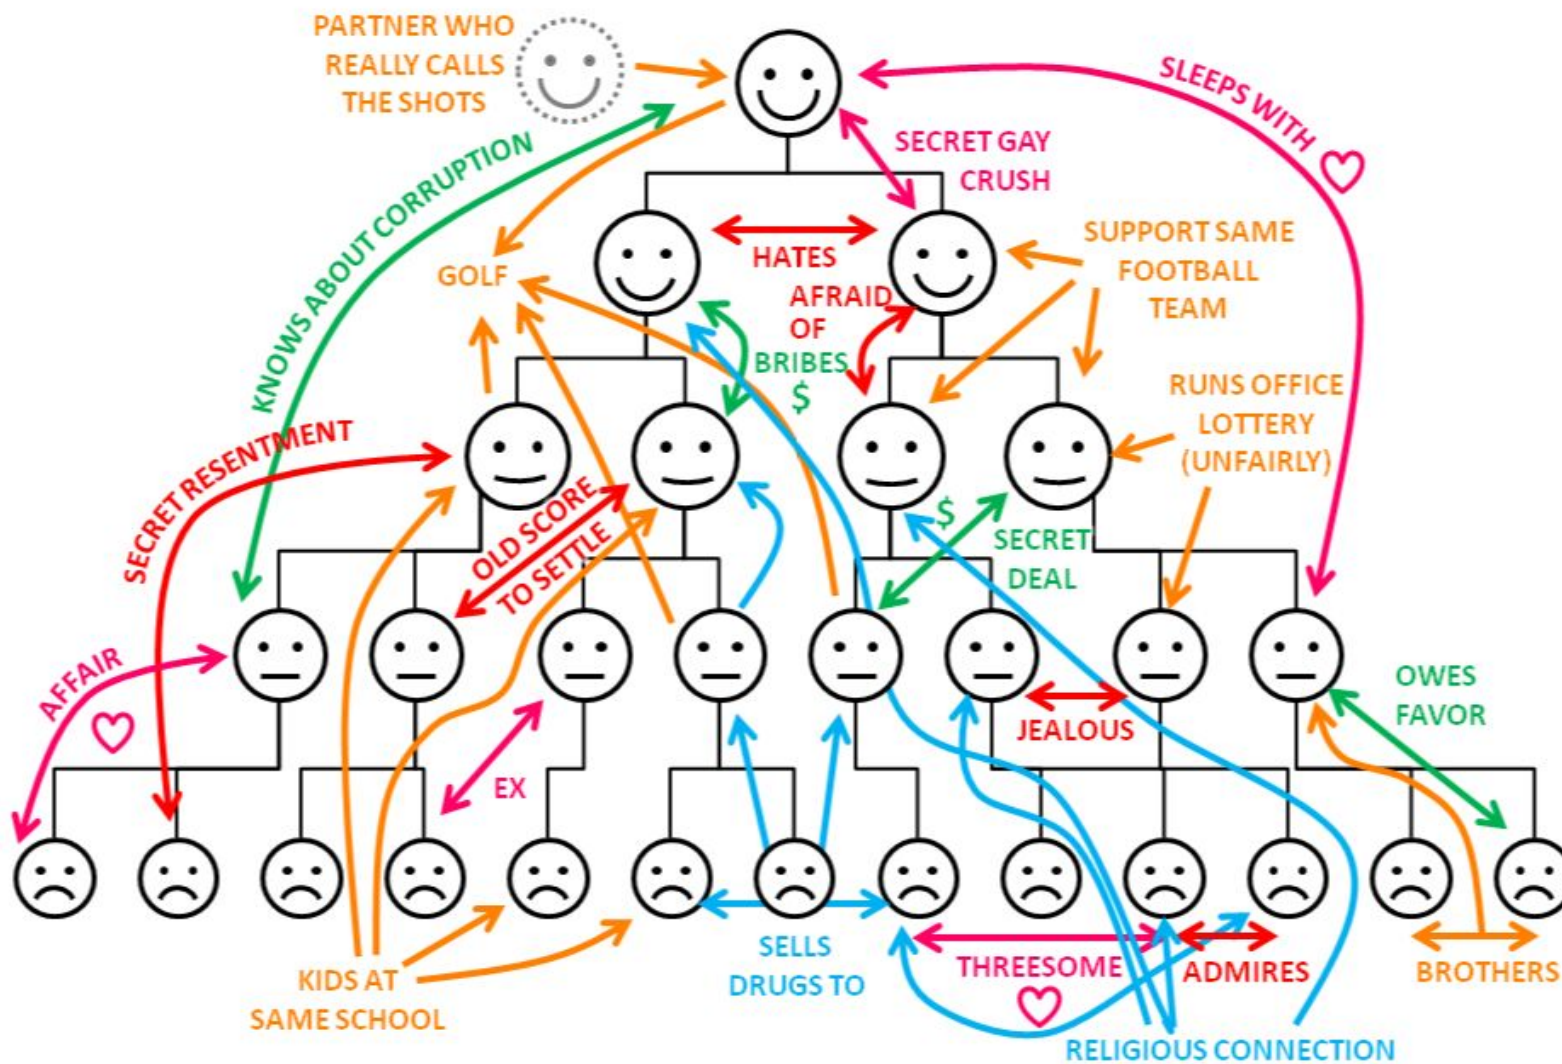 PARTNER WHO
REALLY CALLS
THE SHOTS
SLEEPS WITH
SECRET GAY
CRUSH
KNOWS ABOUT CORRUPTION
GOLF
HATES
SUPPORT SAME
FOOTBALL
TEAM
AFRAID
OF
BRIBES
$
RUNS OFFICE
LOTTERY
(UNFAIRLY)
SECRET RESENTMENT
OLD SCORE
TO SETTLE
$
SECRET
DEAL
AFFAIR
JEALOUS
OWES
FAVOR
EX
SELLS
DRUGS TO
THREESOME
ADMIRES
BROTHERS
KIDS AT
SAME SCHOOL
RELIGIOUS CONNECTION